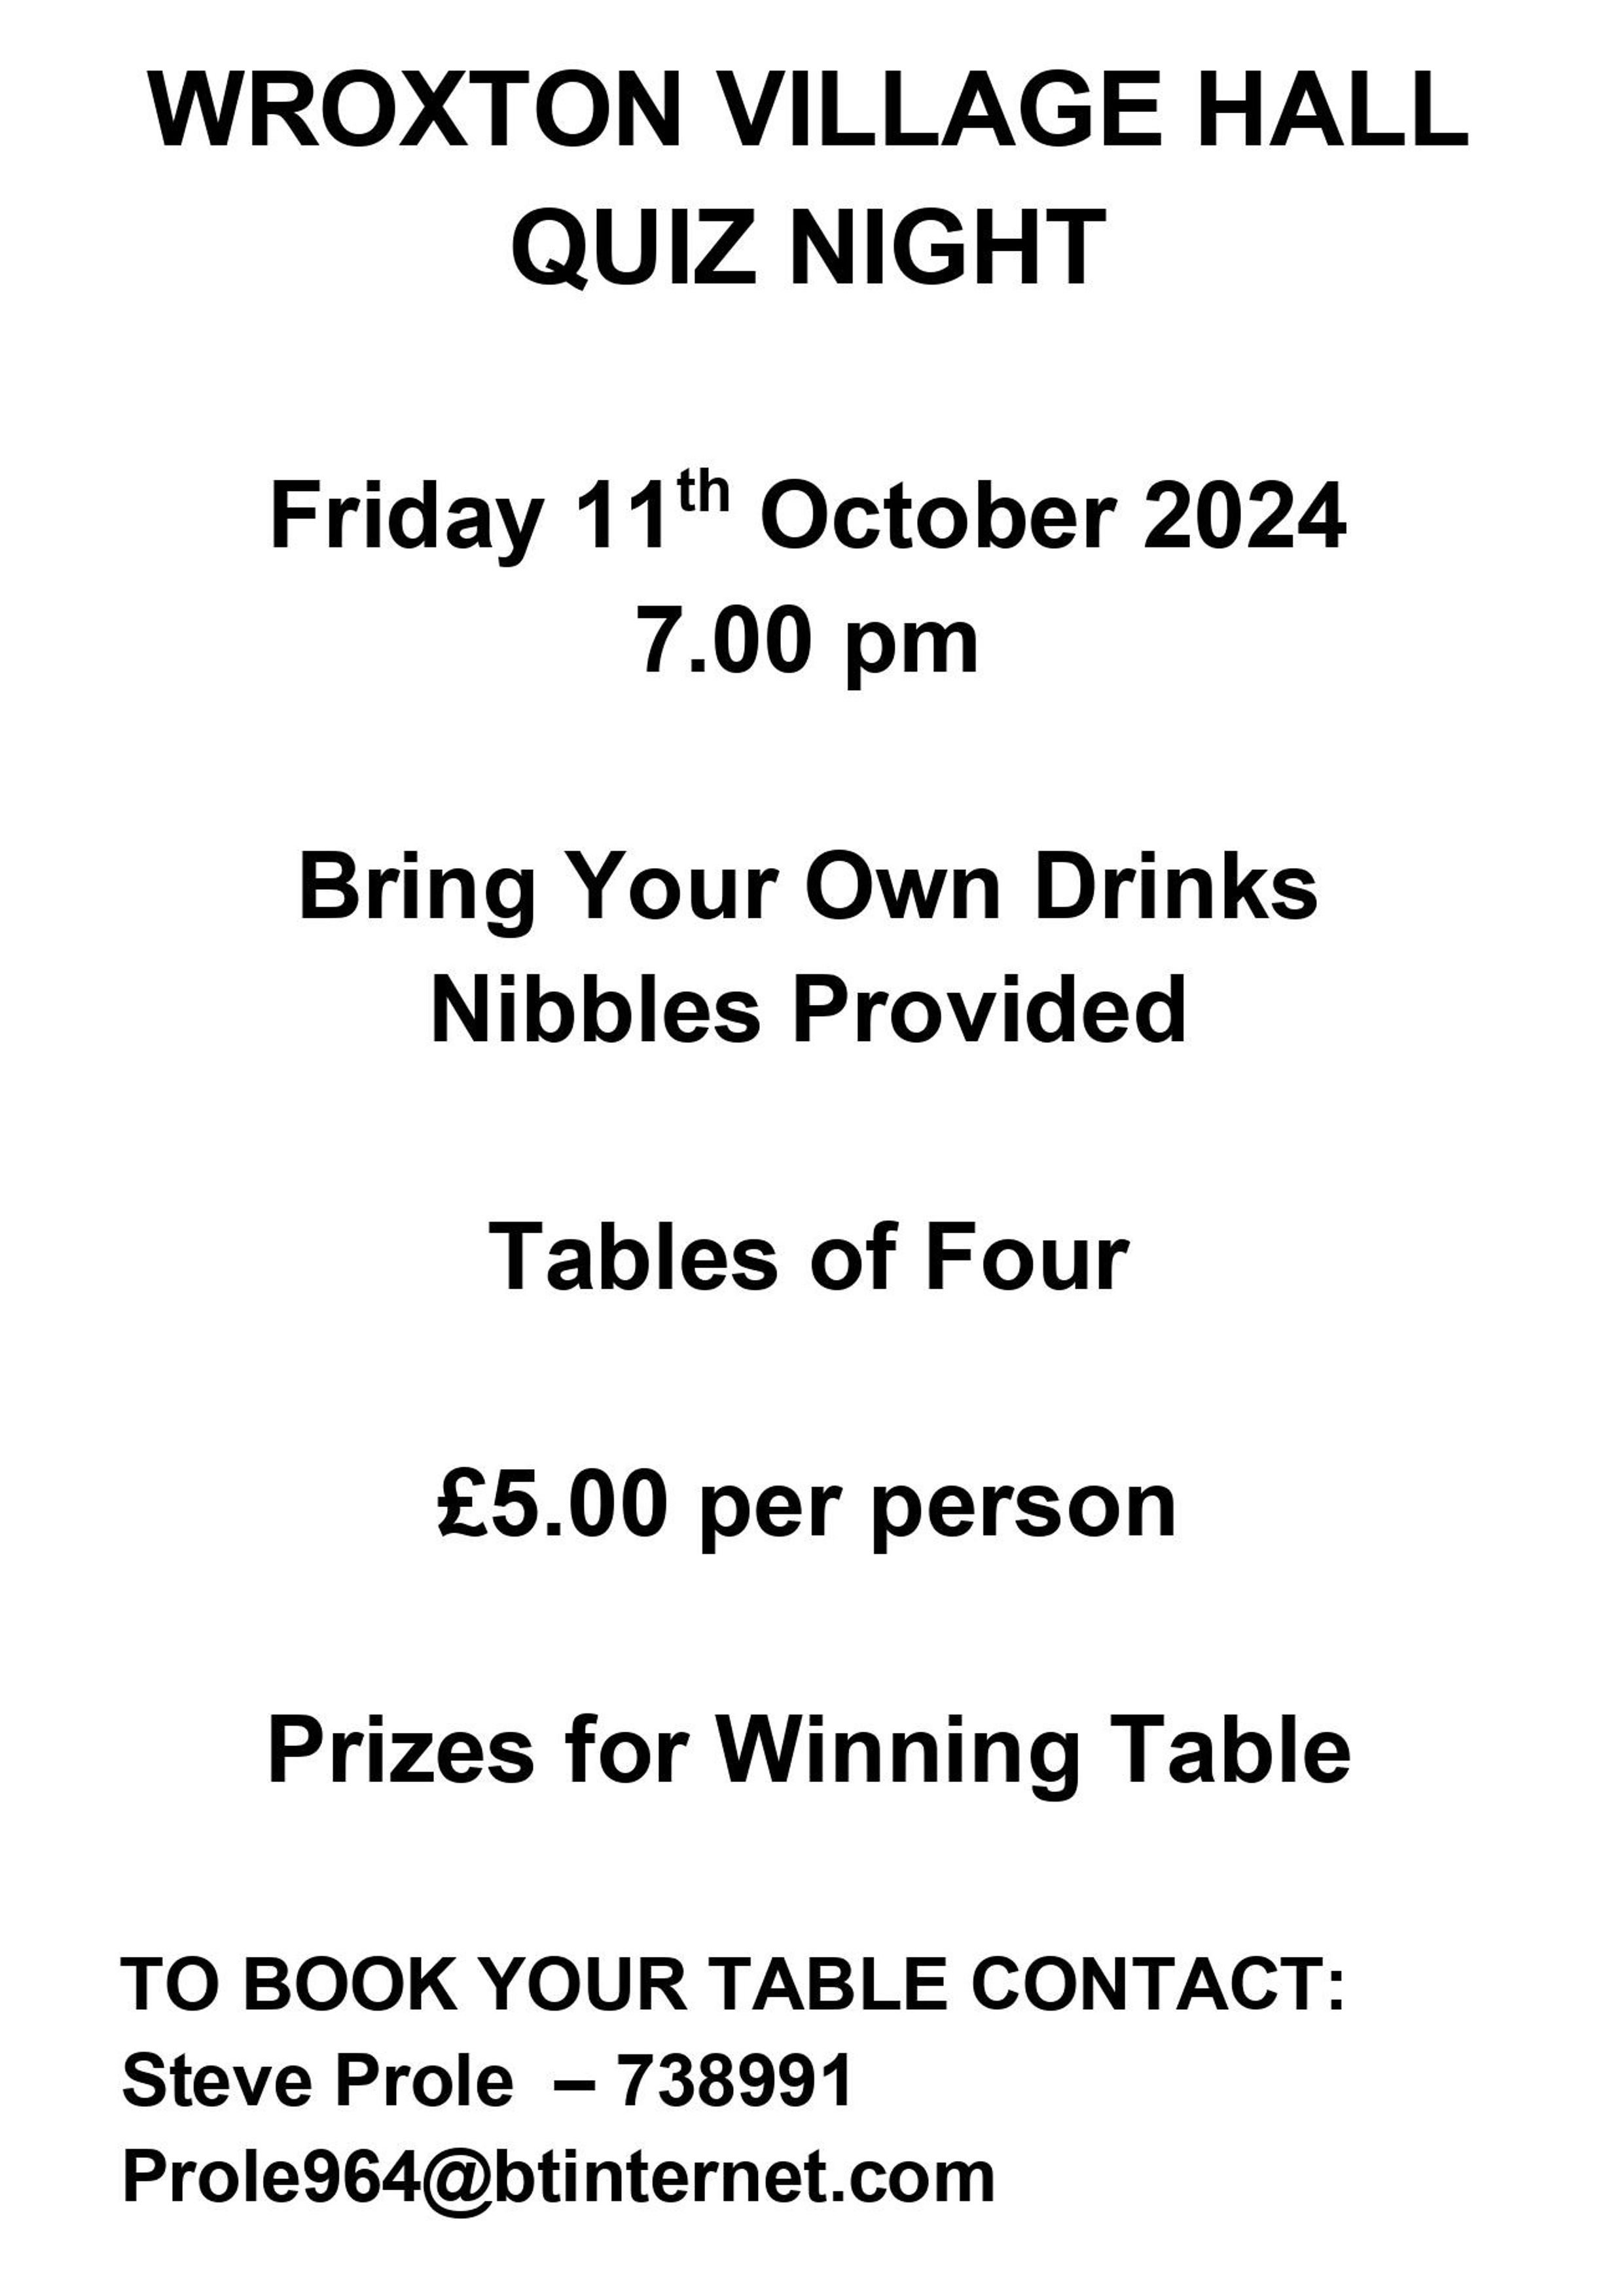 WROXTON VILLAGE HALL
QUIZ NIGHT
Friday 11th October 2024
7.00 pm
Bring Your Own Drinks
Nibbles Provided
Tables of Four
£5.00 per person
Prizes for Winning Table
TO BOOK YOUR TABLE CONTACT:
Steve Prole – 738991
Prole964@btinternet.com